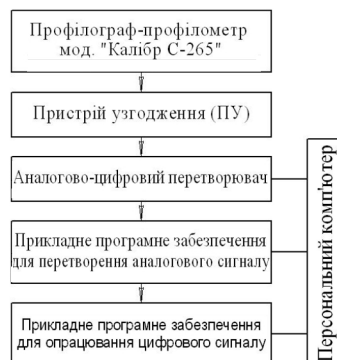 Профілограф-профілометр
мод. "Калібр С-265"
Пристрій узгодження (ПУ)
Аналогово-цифровий перетворювач
Прикладне програмне забезпечення
для перетворення аналогового сигналу
Прикладне програмне забезпечення
для опрацювання цифрового сигналу
Персональний комп'ютер